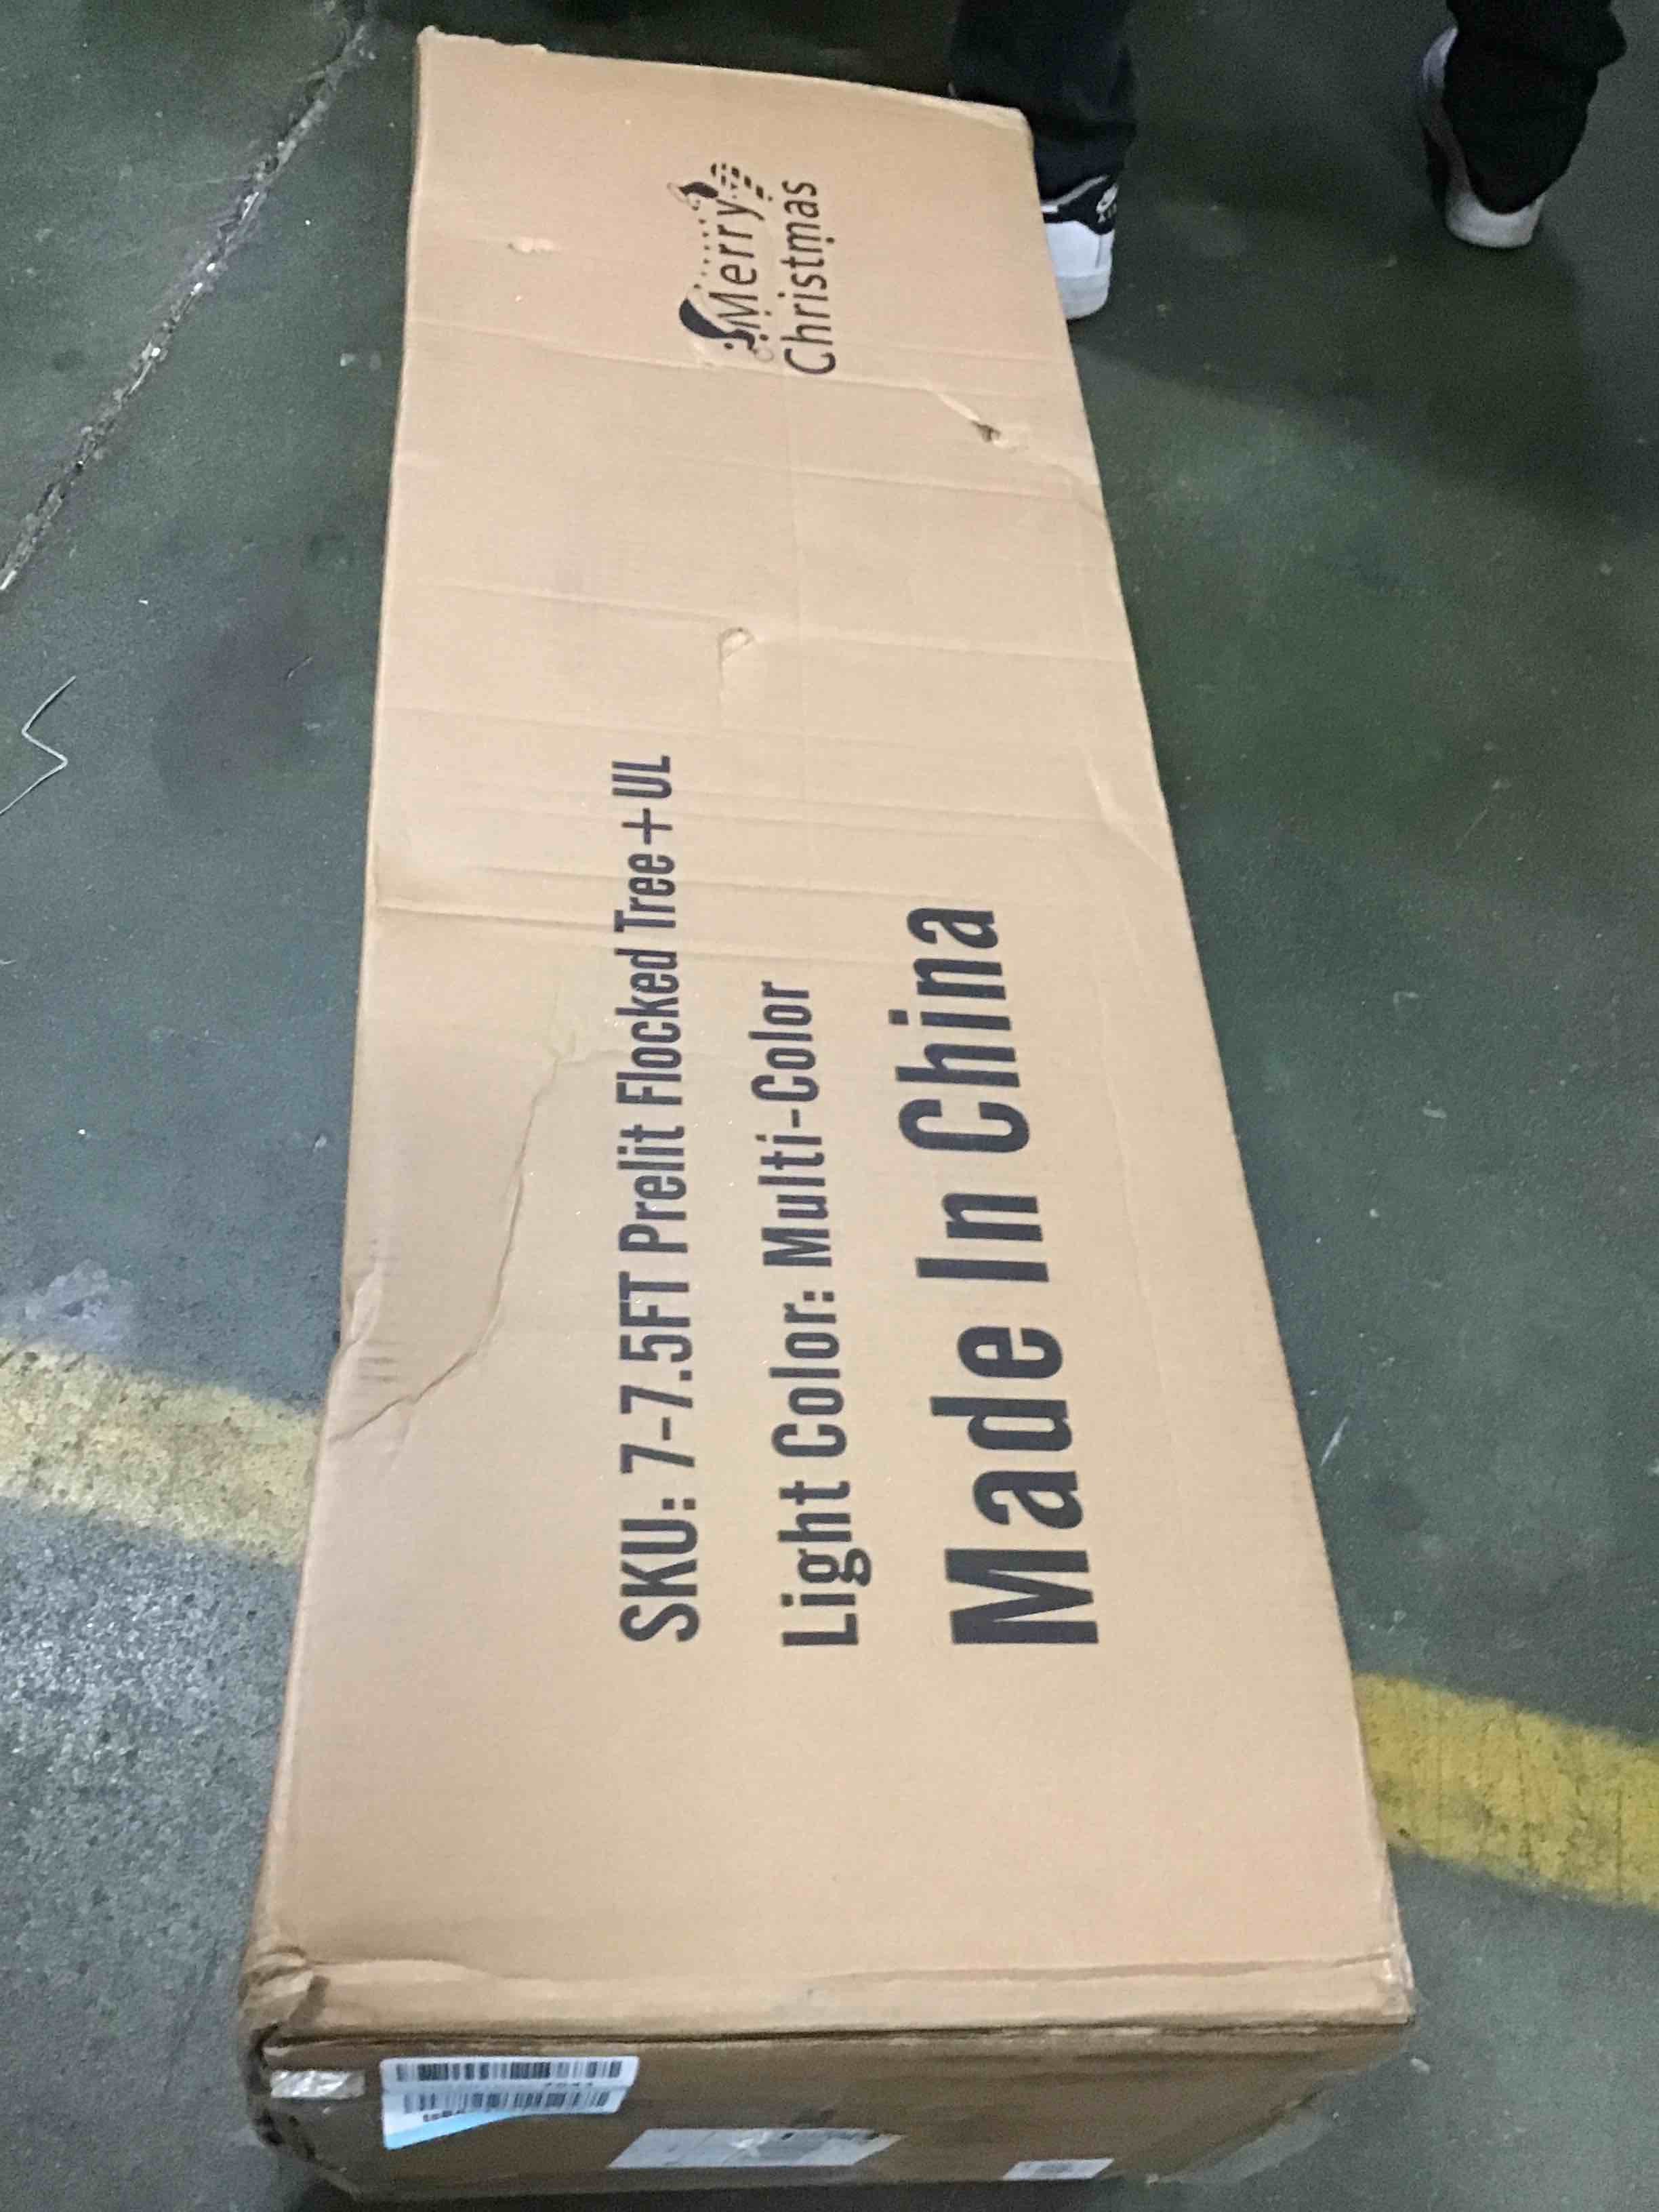 SKU: 7-7.5FT Prelit Flocked Tree+UL
Light Color: Multi-Color
Made In China
Merry
Christmas